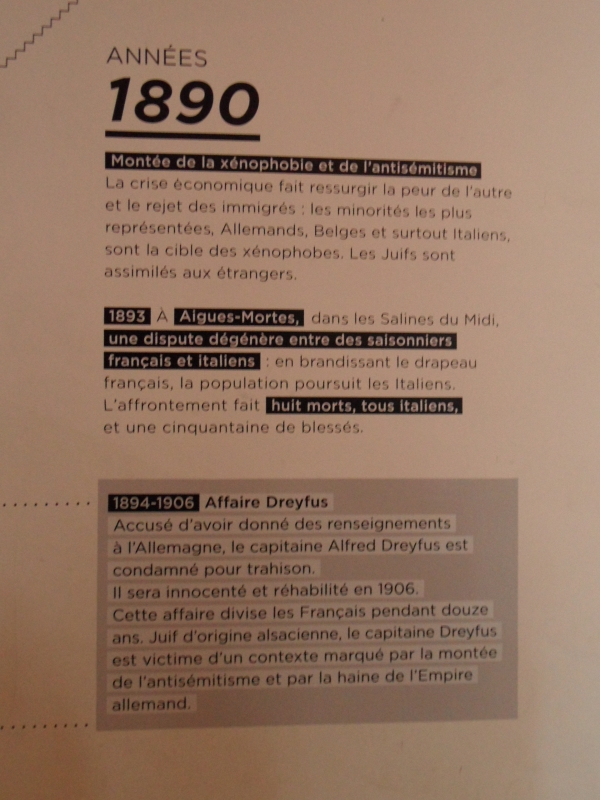 ANNÉES
1890
Montée de la xénophobie et de l'antisémitisme
La crise économique fait ressurgir la peur de l'autre
et le rejet des immigrés : les minorités les plus
représentées, Allemands, Belges et surtout Italiens,
sont la cible des xénophobes. Les Juifs sont
assimilés aux étrangers.
1893 À Aigues-Mortes, dans les Salines du Midi,
une dispute dégénère entre des saisonniers
français et italiens : en brandissant le drapeau
français, la population poursuit les Italiens.
L'affrontement fait huit morts, tous italiens,
et une cinquantaine de blessés.
1894-1906 Affaire Dreyfus
Accusé d'avoir donné des renseignements
à l'Allemagne, le capitaine Alfred Dreyfus est
condamné pour trahison.
Il sera innocenté et réhabilité en 1906.
Cette affaire divise les Français pendant douze
ans. Juif d'origine alsacienne, le capitaine Dreyfus
est victime d'un contexte marqué par la montée
de l'antisémitisme et par la haine de l'Empire
allemand.